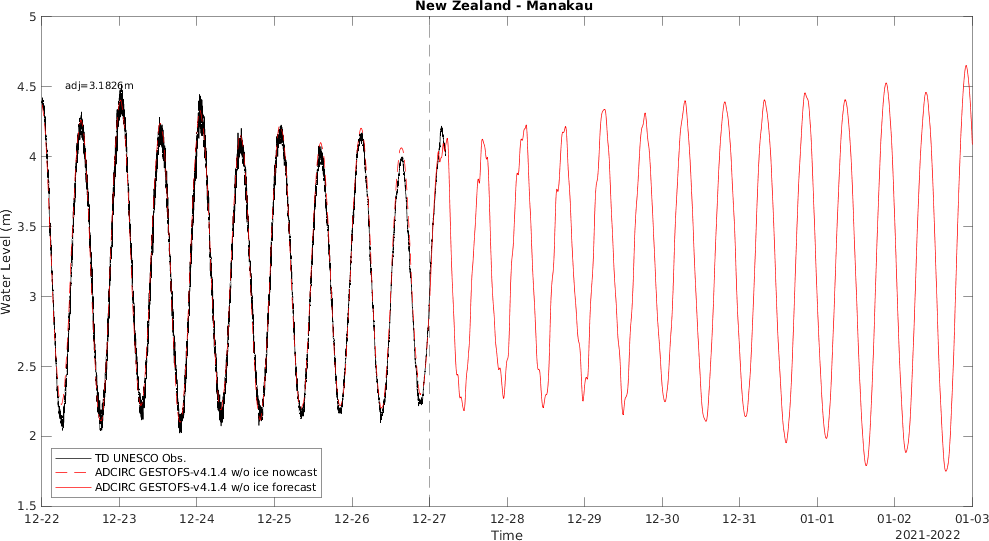 New Zealand - Manakau
5
adj=3.1826m
4.5
4
3.5
3
2.5
2
1.5
Water Level (m)
TD UNESCO Obs.
ADCIRC GESTOFS-v4.1.4 w/o ice nowcast
ADCIRC GESTOFS-v4.1.4 w/o ice forecast
12-22 12-23 12-24 12-25 12-26 12-27 12-28 12-29 12-30 12-31 01-01 01-02 01-03
Time
2021-2022